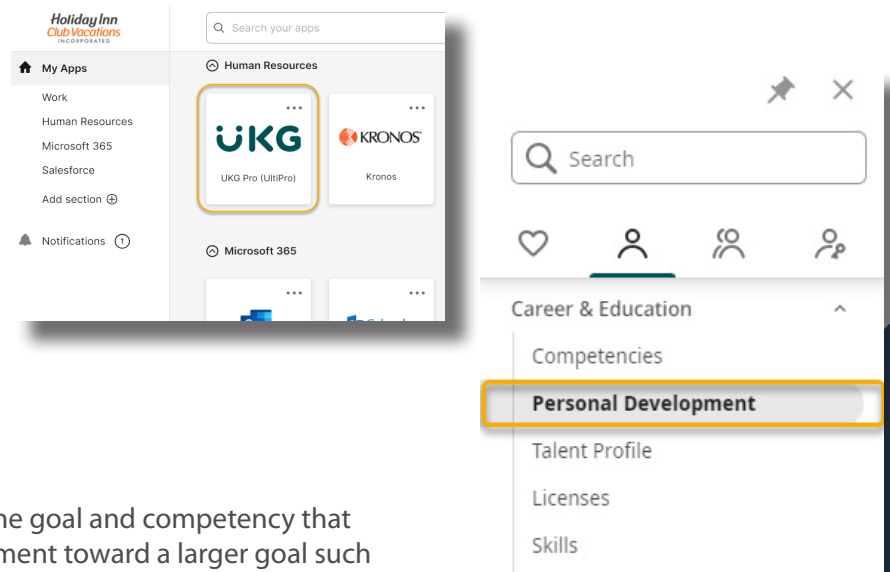 Holiday Inn
Club Vacations
INCORPORATED
Search your apps
My Apps
Work
Human Resources
Microsoft 365
Salesforce
Add section
Notifications 1
Human Resources
UKG
UKG Pro (UltiPro)
KRONOS
Kronos
Microsoft 365
Search
Career & Education
Competencies
Personal Development
Talent Profile
Licenses
Skills
ne goal and competency that
ment toward a larger goal such